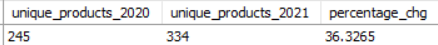 unique_products_2020 unique_products_2021 percentage_chg
245 334 36.3265